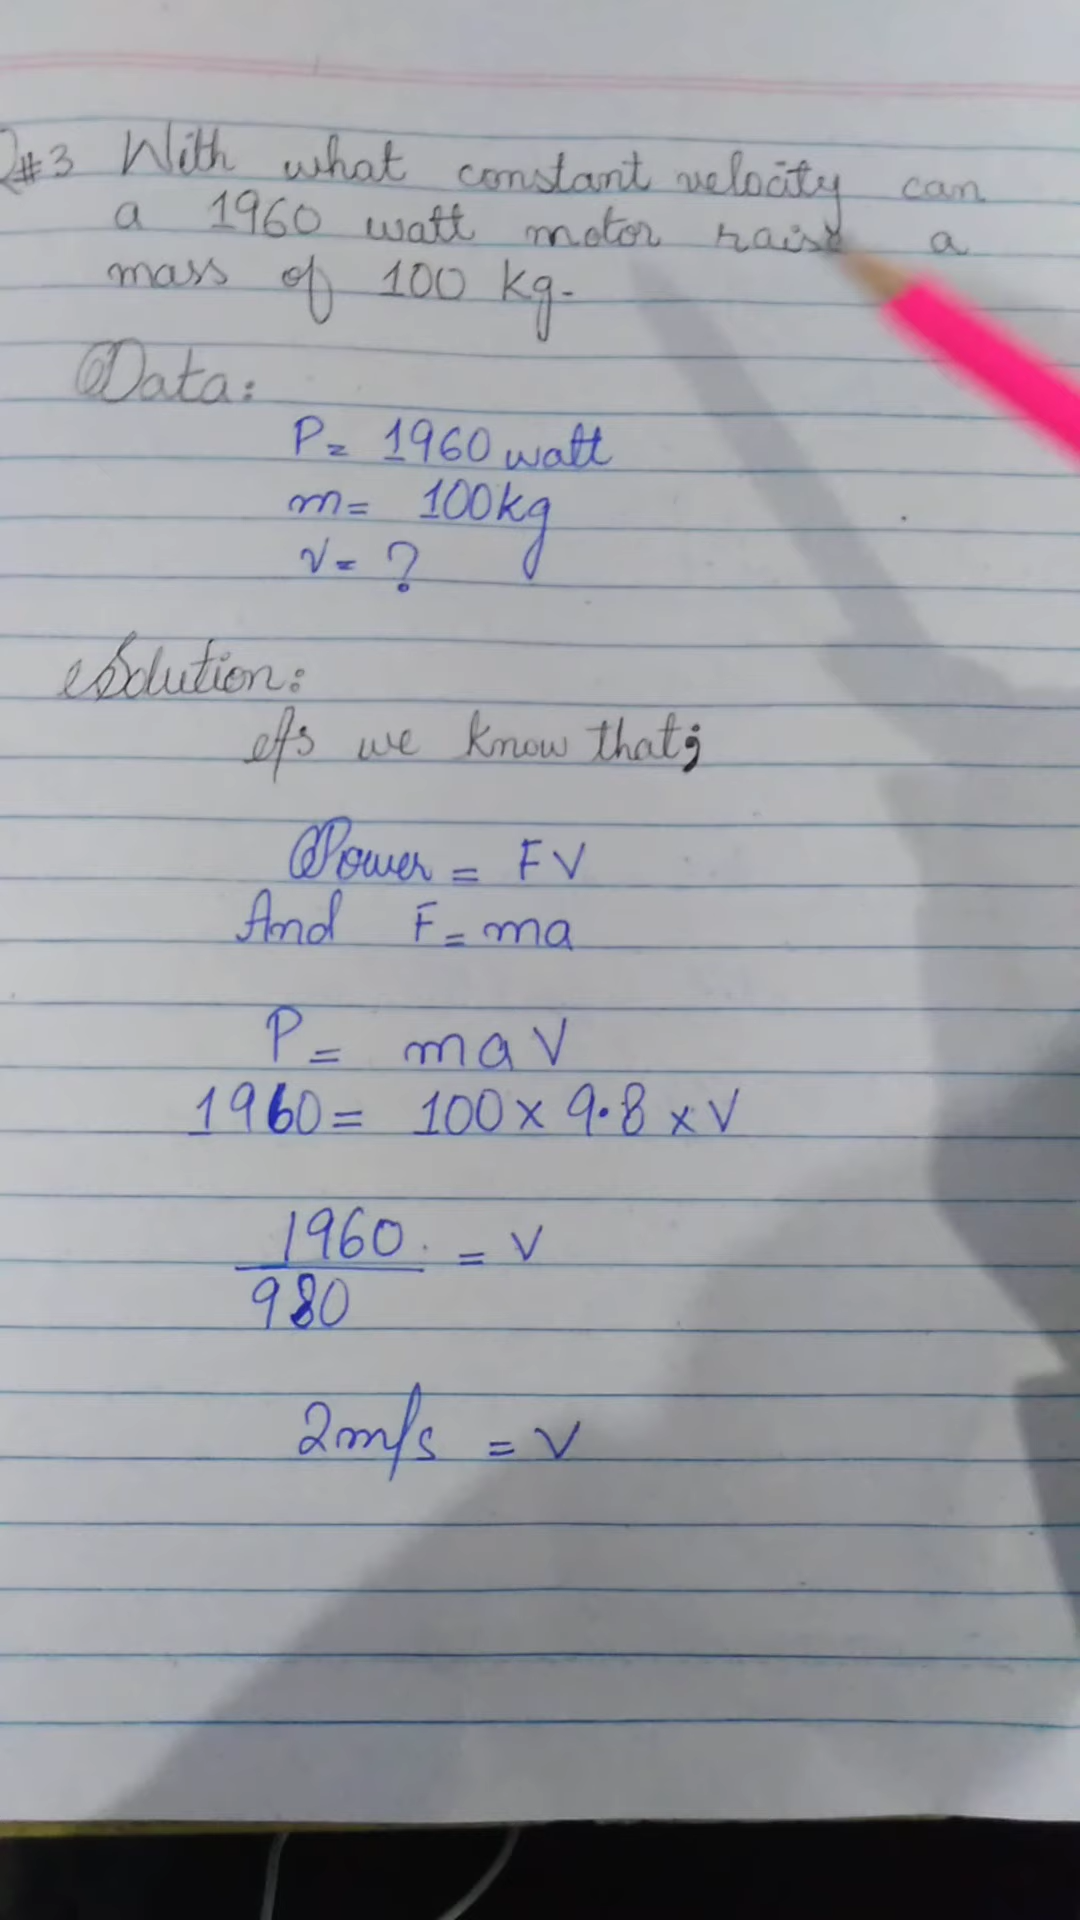 Q#3 With what constant velocity can
a 1960 watt motor raise a
mass of 100 kg.
Data:
P= 1960 watt
m= 100kg
v= ?
Solution:
As we know that;
Power = FV
And F= ma
P= maV
1960= 100 x 9.8 x V
1960 = V
980
2m/s = V